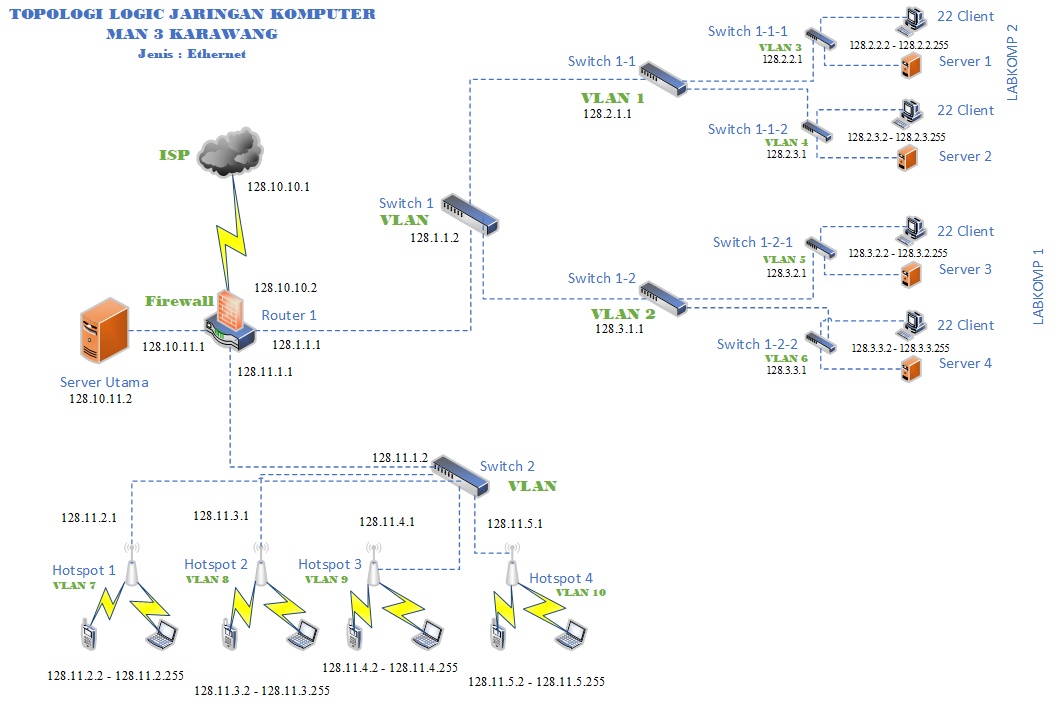 TOPOLOGI LOGIC JARINGAN KOMPUTER
MAN 3 KARAWANG
Jenis : Ethernet
ISP
128.10.10.1
128.10.10.2
Firewall
Router 1
128.10.11.1
128.1.1.1
128.11.1.1
Server Utama
128.10.11.2
Switch 1
VLAN
128.1.1.2
Switch 1-1
VLAN 1
128.2.1.1
Switch 1-1-1
VLAN 3
128.2.2.1
22 Client
128.2.2.2 - 128.2.2.255
Server 1
Switch 1-1-2
VLAN 4
128.2.3.1
22 Client
128.2.3.2 - 128.2.3.255
Server 2
LABKOMP 2
Switch 1-2
VLAN 2
128.3.1.1
Switch 1-2-1
VLAN 5
128.3.2.1
22 Client
128.3.2.2 - 128.3.2.255
Server 3
Switch 1-2-2
VLAN 6
128.3.3.1
22 Client
128.3.3.2 - 128.3.3.255
Server 4
LABKOMP 1
128.11.1.2
Switch 2
VLAN
128.11.2.1
Hotspot 1
VLAN 7
128.11.2.2 - 128.11.2.255
128.11.3.1
Hotspot 2
VLAN 8
128.11.3.2 - 128.11.3.255
128.11.4.1
Hotspot 3
VLAN 9
128.11.4.2 - 128.11.4.255
128.11.5.1
Hotspot 4
VLAN 10
128.11.5.2 - 128.11.5.255